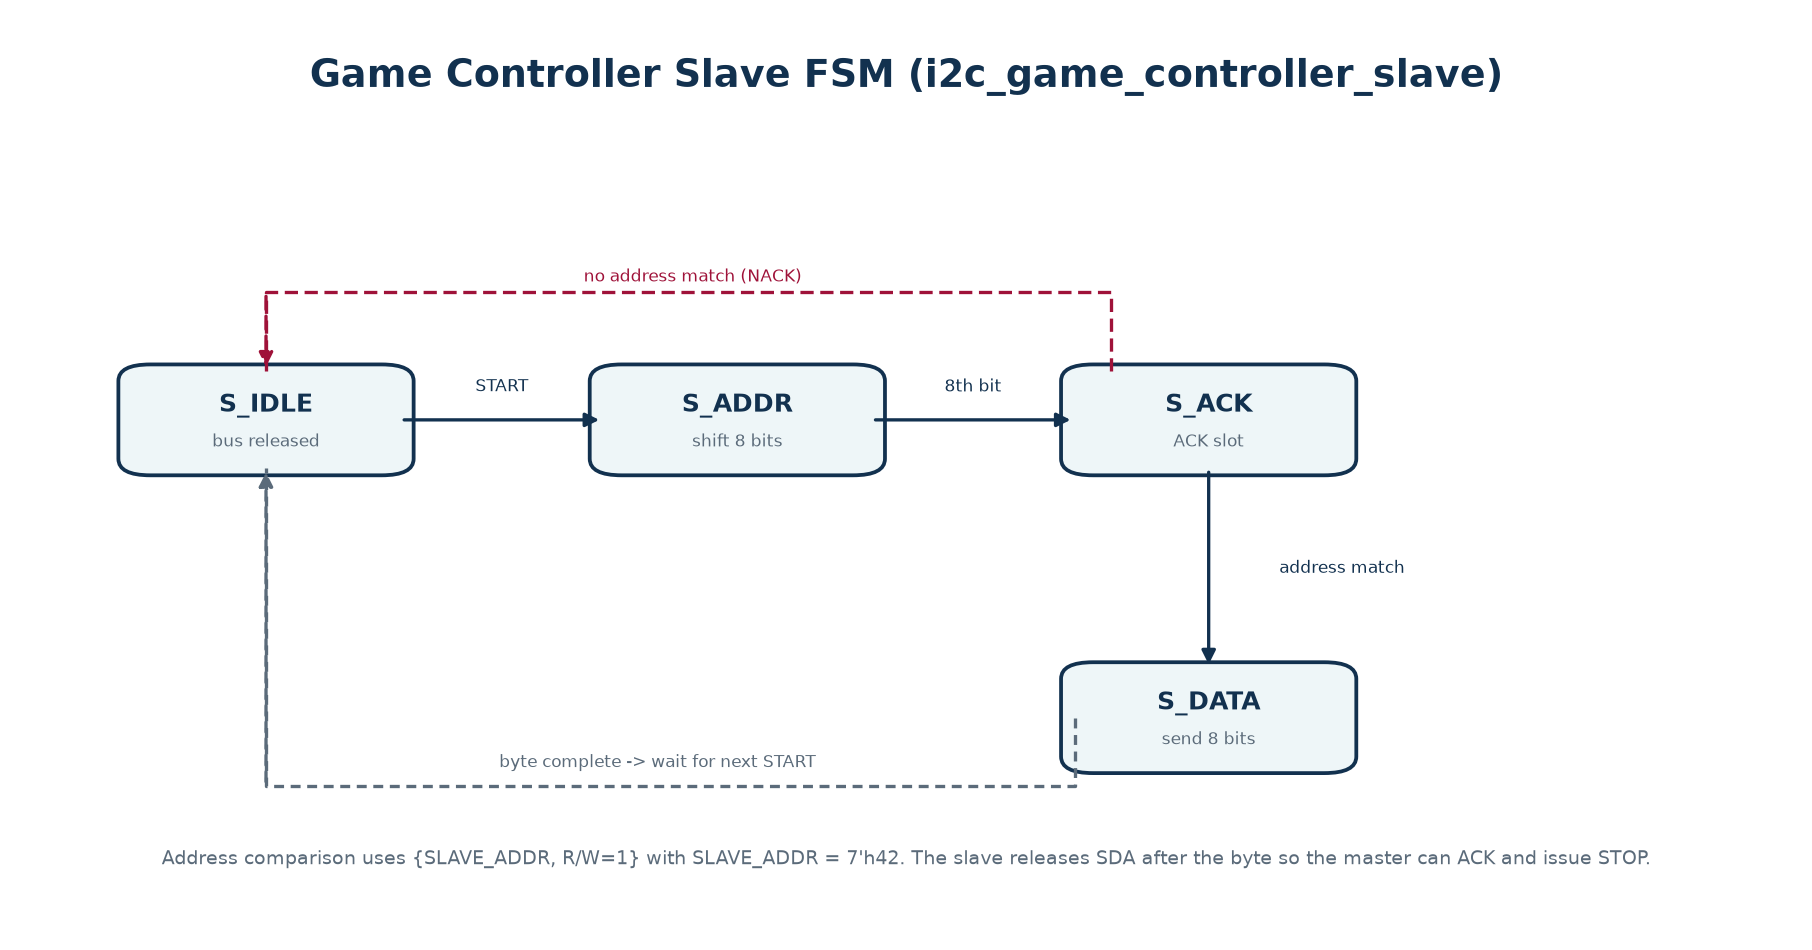 Game Controller Slave FSM (i2c_game_controller_slave)
no address match (NACK)
S_IDLE
bus released
START
S_ADDR
shift 8 bits
8th bit
S_ACK
ACK slot
address match
S_DATA
send 8 bits
byte complete -> wait for next START
Address comparison uses {SLAVE_ADDR, R/W=1} with SLAVE_ADDR = 7'h42. The slave releases SDA after the byte so the master can ACK and issue STOP.